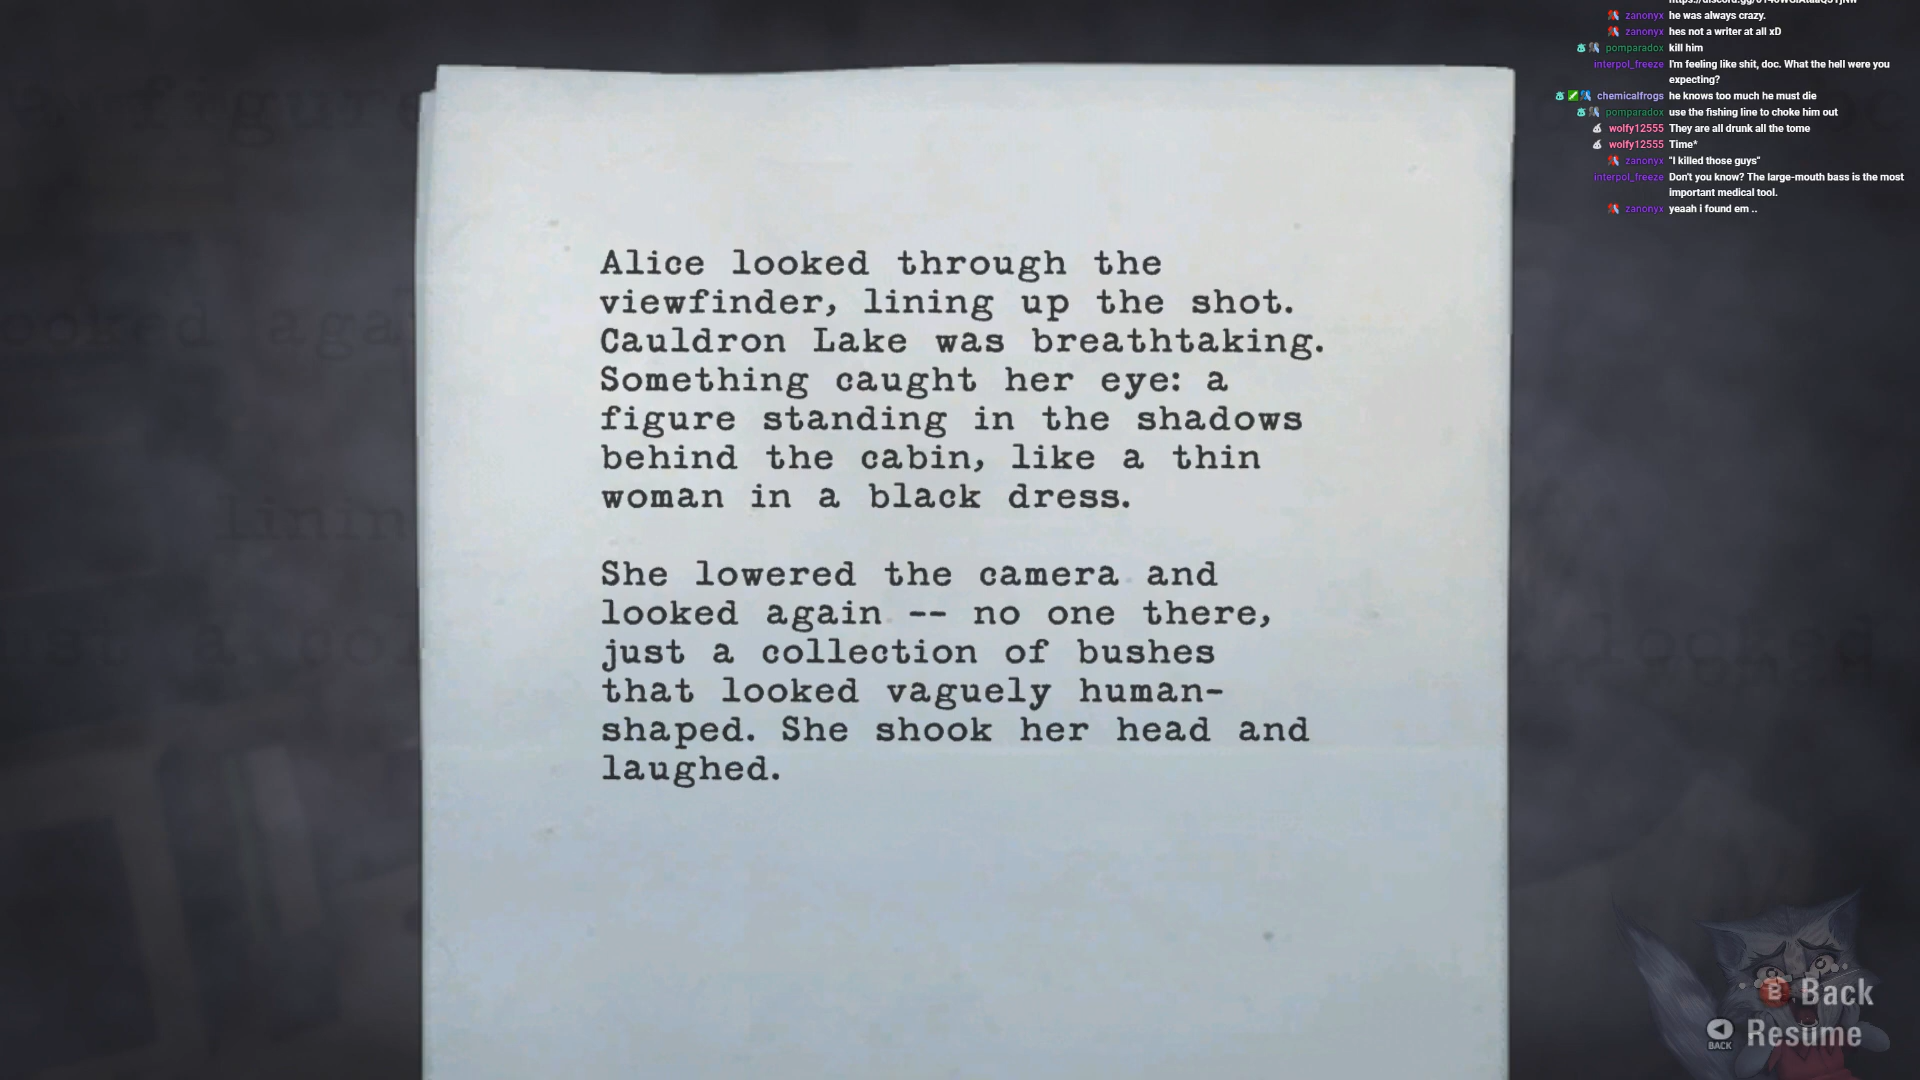 zanonyx he was always crazy.
zanonyx hes not a writer at all xD
pomparadox kill him
interpol_freeze I'm feeling like shit, doc. What the hell were you
expecting?
chemicalfrogs he knows too much he must die
pomparadox use the fishing line to choke him out
wolfy12555 They are all drunk all the tome
wolfy12555 Time*
zanonyx "I killed those guys"
interpol_freeze Don't you know? The large-mouth bass is the most
important medical tool.
zanonyx yeaah i found em ..
Alice looked through the
viewfinder, lining up the shot.
Cauldron Lake was breathtaking.
Something caught her eye: a
figure standing in the shadows
behind the cabin, like a thin
woman in a black dress.
She lowered the camera and
looked again -- no one there,
just a collection of bushes
that looked vaguely human-
shaped. She shook her head and
laughed.
B Back
BACK Resume